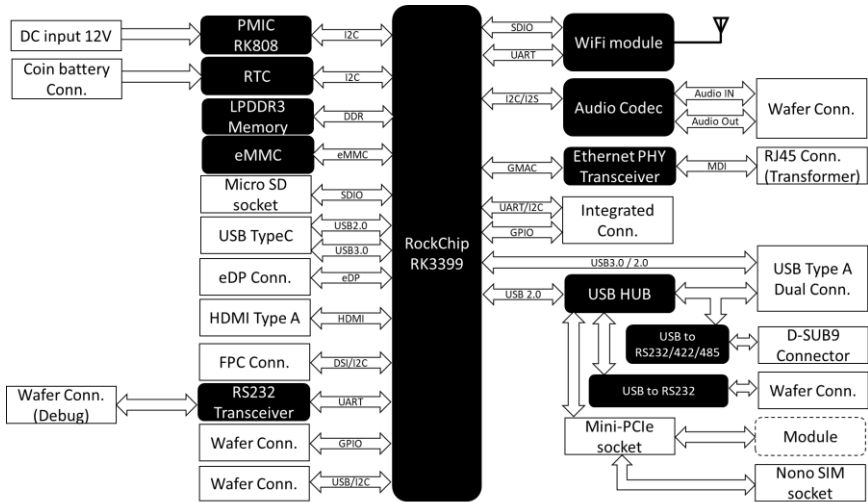 DC input 12V
PMIC
RK808
I2C
Coin battery
Conn.
RTC
I2C
LPDDR3
Memory
DDR
eMMC
eMMC
Micro SD
socket
SDIO
USB TypeC
USB2.0
USB3.0
eDP Conn.
eDP
HDMI Type A
HDMI
FPC Conn.
DSI/I2C
Wafer Conn.
(Debug)
RS232
Transceiver
UART
Wafer Conn.
GPIO
Wafer Conn.
USB/I2C
RockChip
RK3399
SDIO
UART
WiFi module
I2C/I2S
Audio Codec
Audio IN
Audio Out
Wafer Conn.
GMAC
Ethernet PHY
Transceiver
MDI
RJ45 Conn.
(Transformer)
UART/I2C
GPIO
Integrated
Conn.
USB3.0 / 2.0
USB Type A
Dual Conn.
USB 2.0
USB HUB
USB to
RS232/422/485
D-SUB9
Connector
USB to RS232
Wafer Conn.
Mini-PCIe
socket
Module
Nono SIM
socket